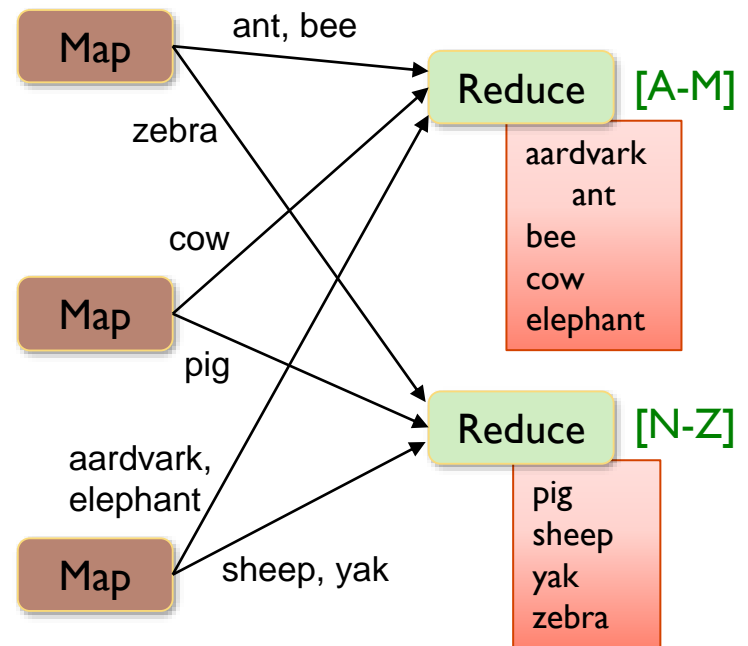 Map
ant, bee
Reduce
[A-M]
zebra
aardvark
ant
bee
cow
elephant
cow
Map
pig
Reduce
[N-Z]
aardvark,
elephant
pig
sheep
yak
zebra
Map
sheep, yak